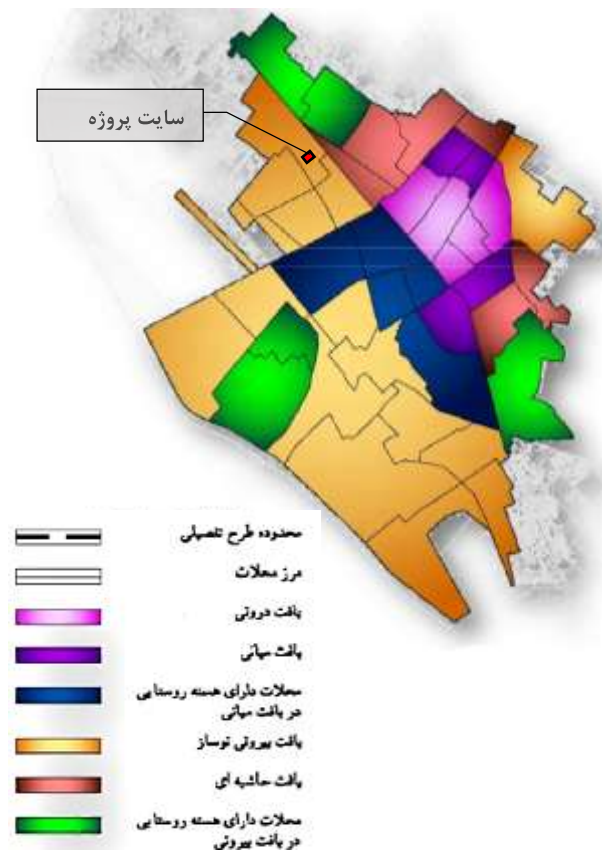 سایت پروژه
محدوده طرح تفصیلی
مرز محلات
بافت درونی
بافت میانی
محلات دارای هسته روستایی
در بافت میانی
بافت بیرونی نوساز
بافت حاشیه ای
محلات دارای هسته روستایی
در بافت بیرونی